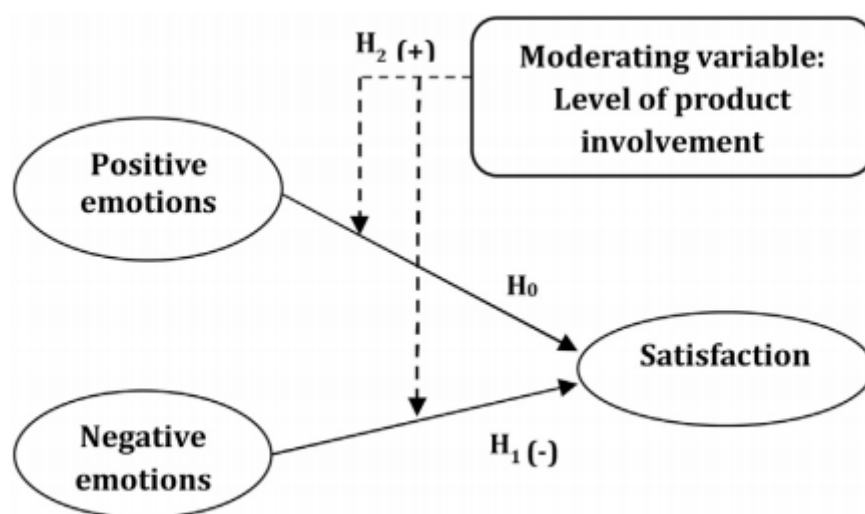 H2 (+)
Moderating variable:
Level of product
involvement
Positive
emotions
H0
Satisfaction
Negative
emotions
H1 (-)